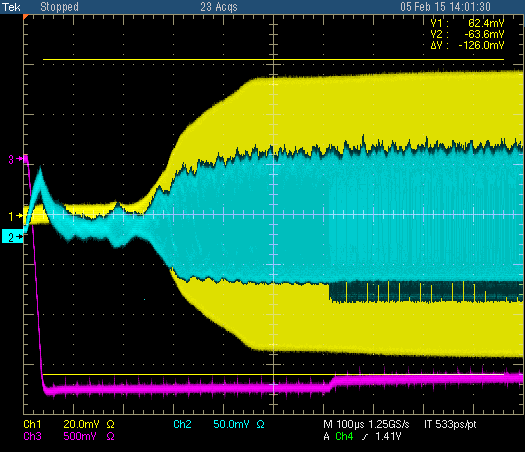 Tek Stopped 23 Acqs 05 Feb 15 14:01:30
V1 : 62.4mV
V2 : -63.6mV
ΔV : -126.0mV
3
1
2
Ch1 20.0mV Ω Ch2 50.0mV Ω M 100µs 1.25GS/s IT 533ps/pt
Ch3 500mV Ω A Ch4 ∕ 1.41V